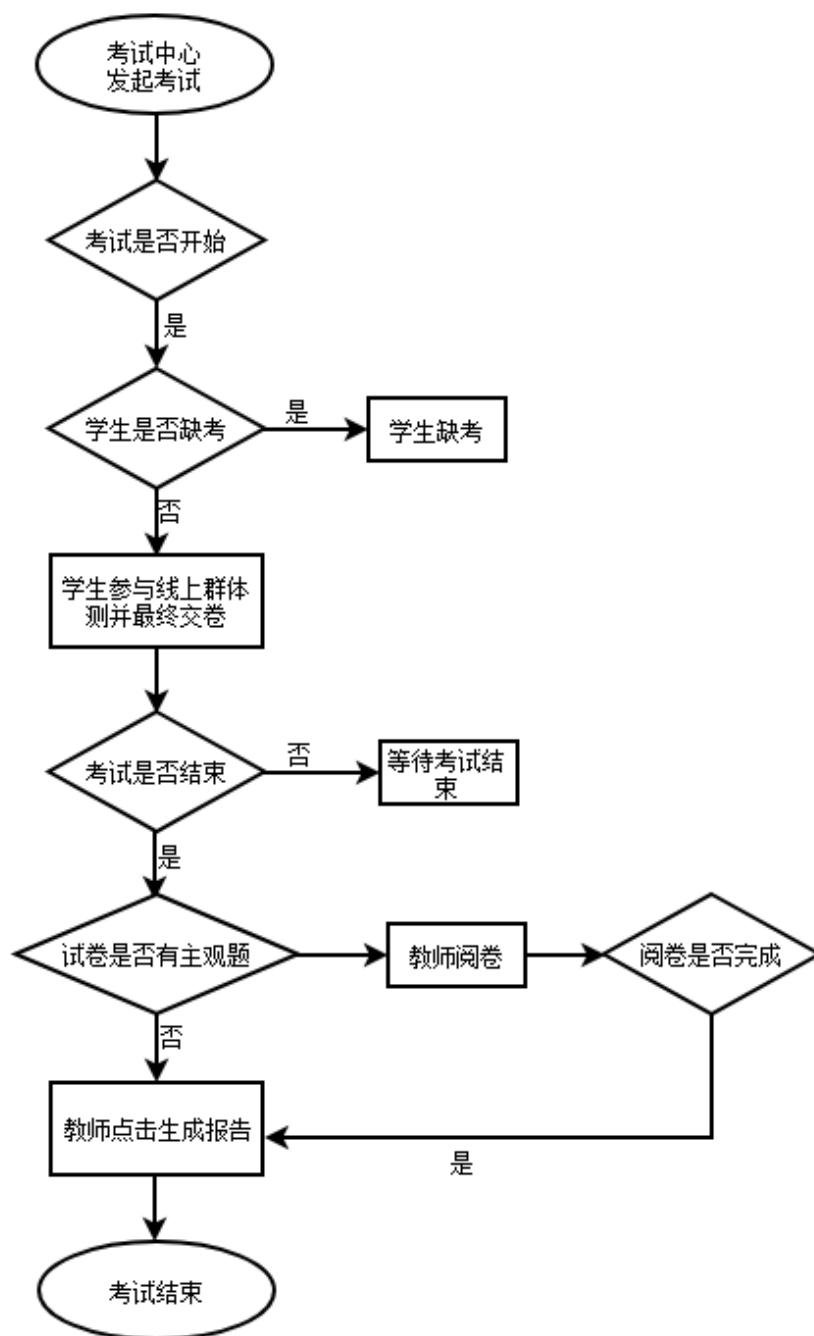 考试中心
发起考试
考试是否开始
是
学生是否缺考
是
学生缺考
否
学生参与线上群体
测并最终交卷
考试是否结束
否
等待考试结
束
是
试卷是否有主观题
教师阅卷
阅卷是否完成
否
教师点击生成报告
是
考试结束